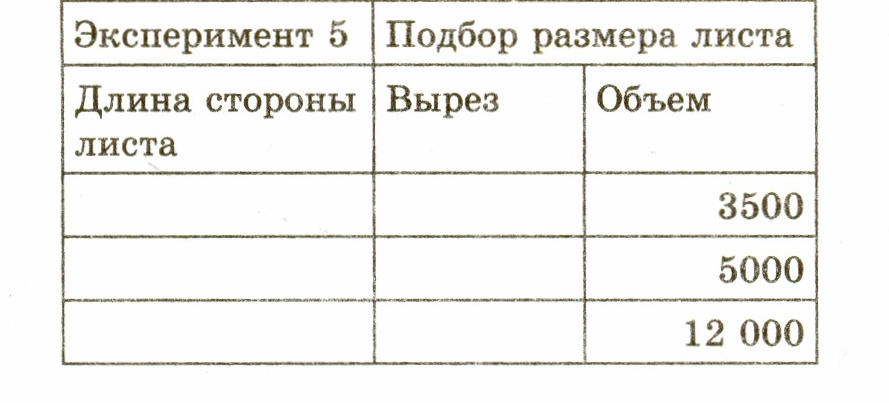 Эксперимент 5 Подбор размера листа
Длина стороны Вырез Объем
листа
3500
5000
12 000